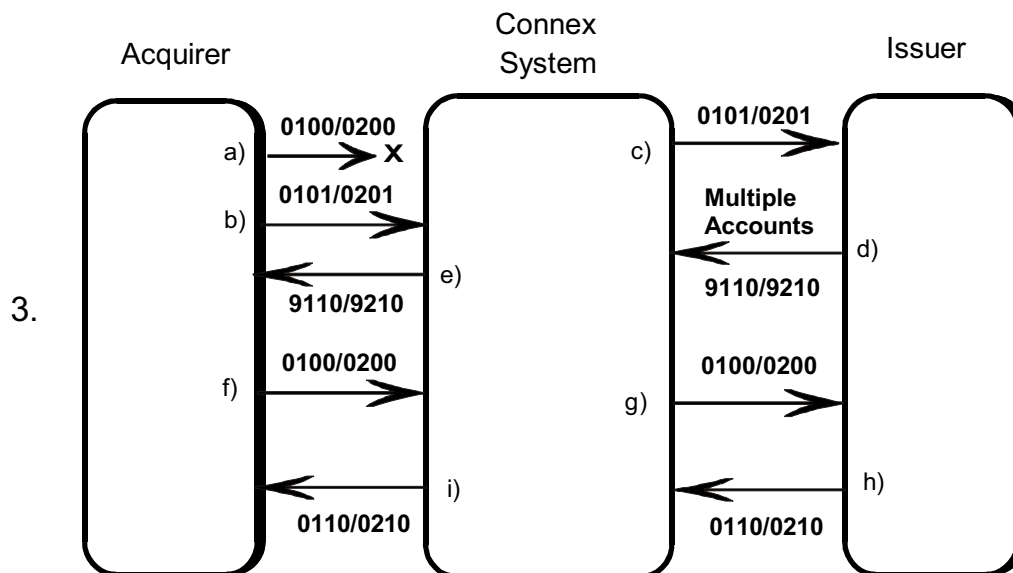 Connex
System
Acquirer
Issuer
0100/0200
a)
X
0101/0201
b)
c)
0101/0201
Multiple
Accounts
d)
9110/9210
e)
9110/9210
3.
0100/0200
f)
0100/0200
g)
h)
0110/0210
i)
0110/0210